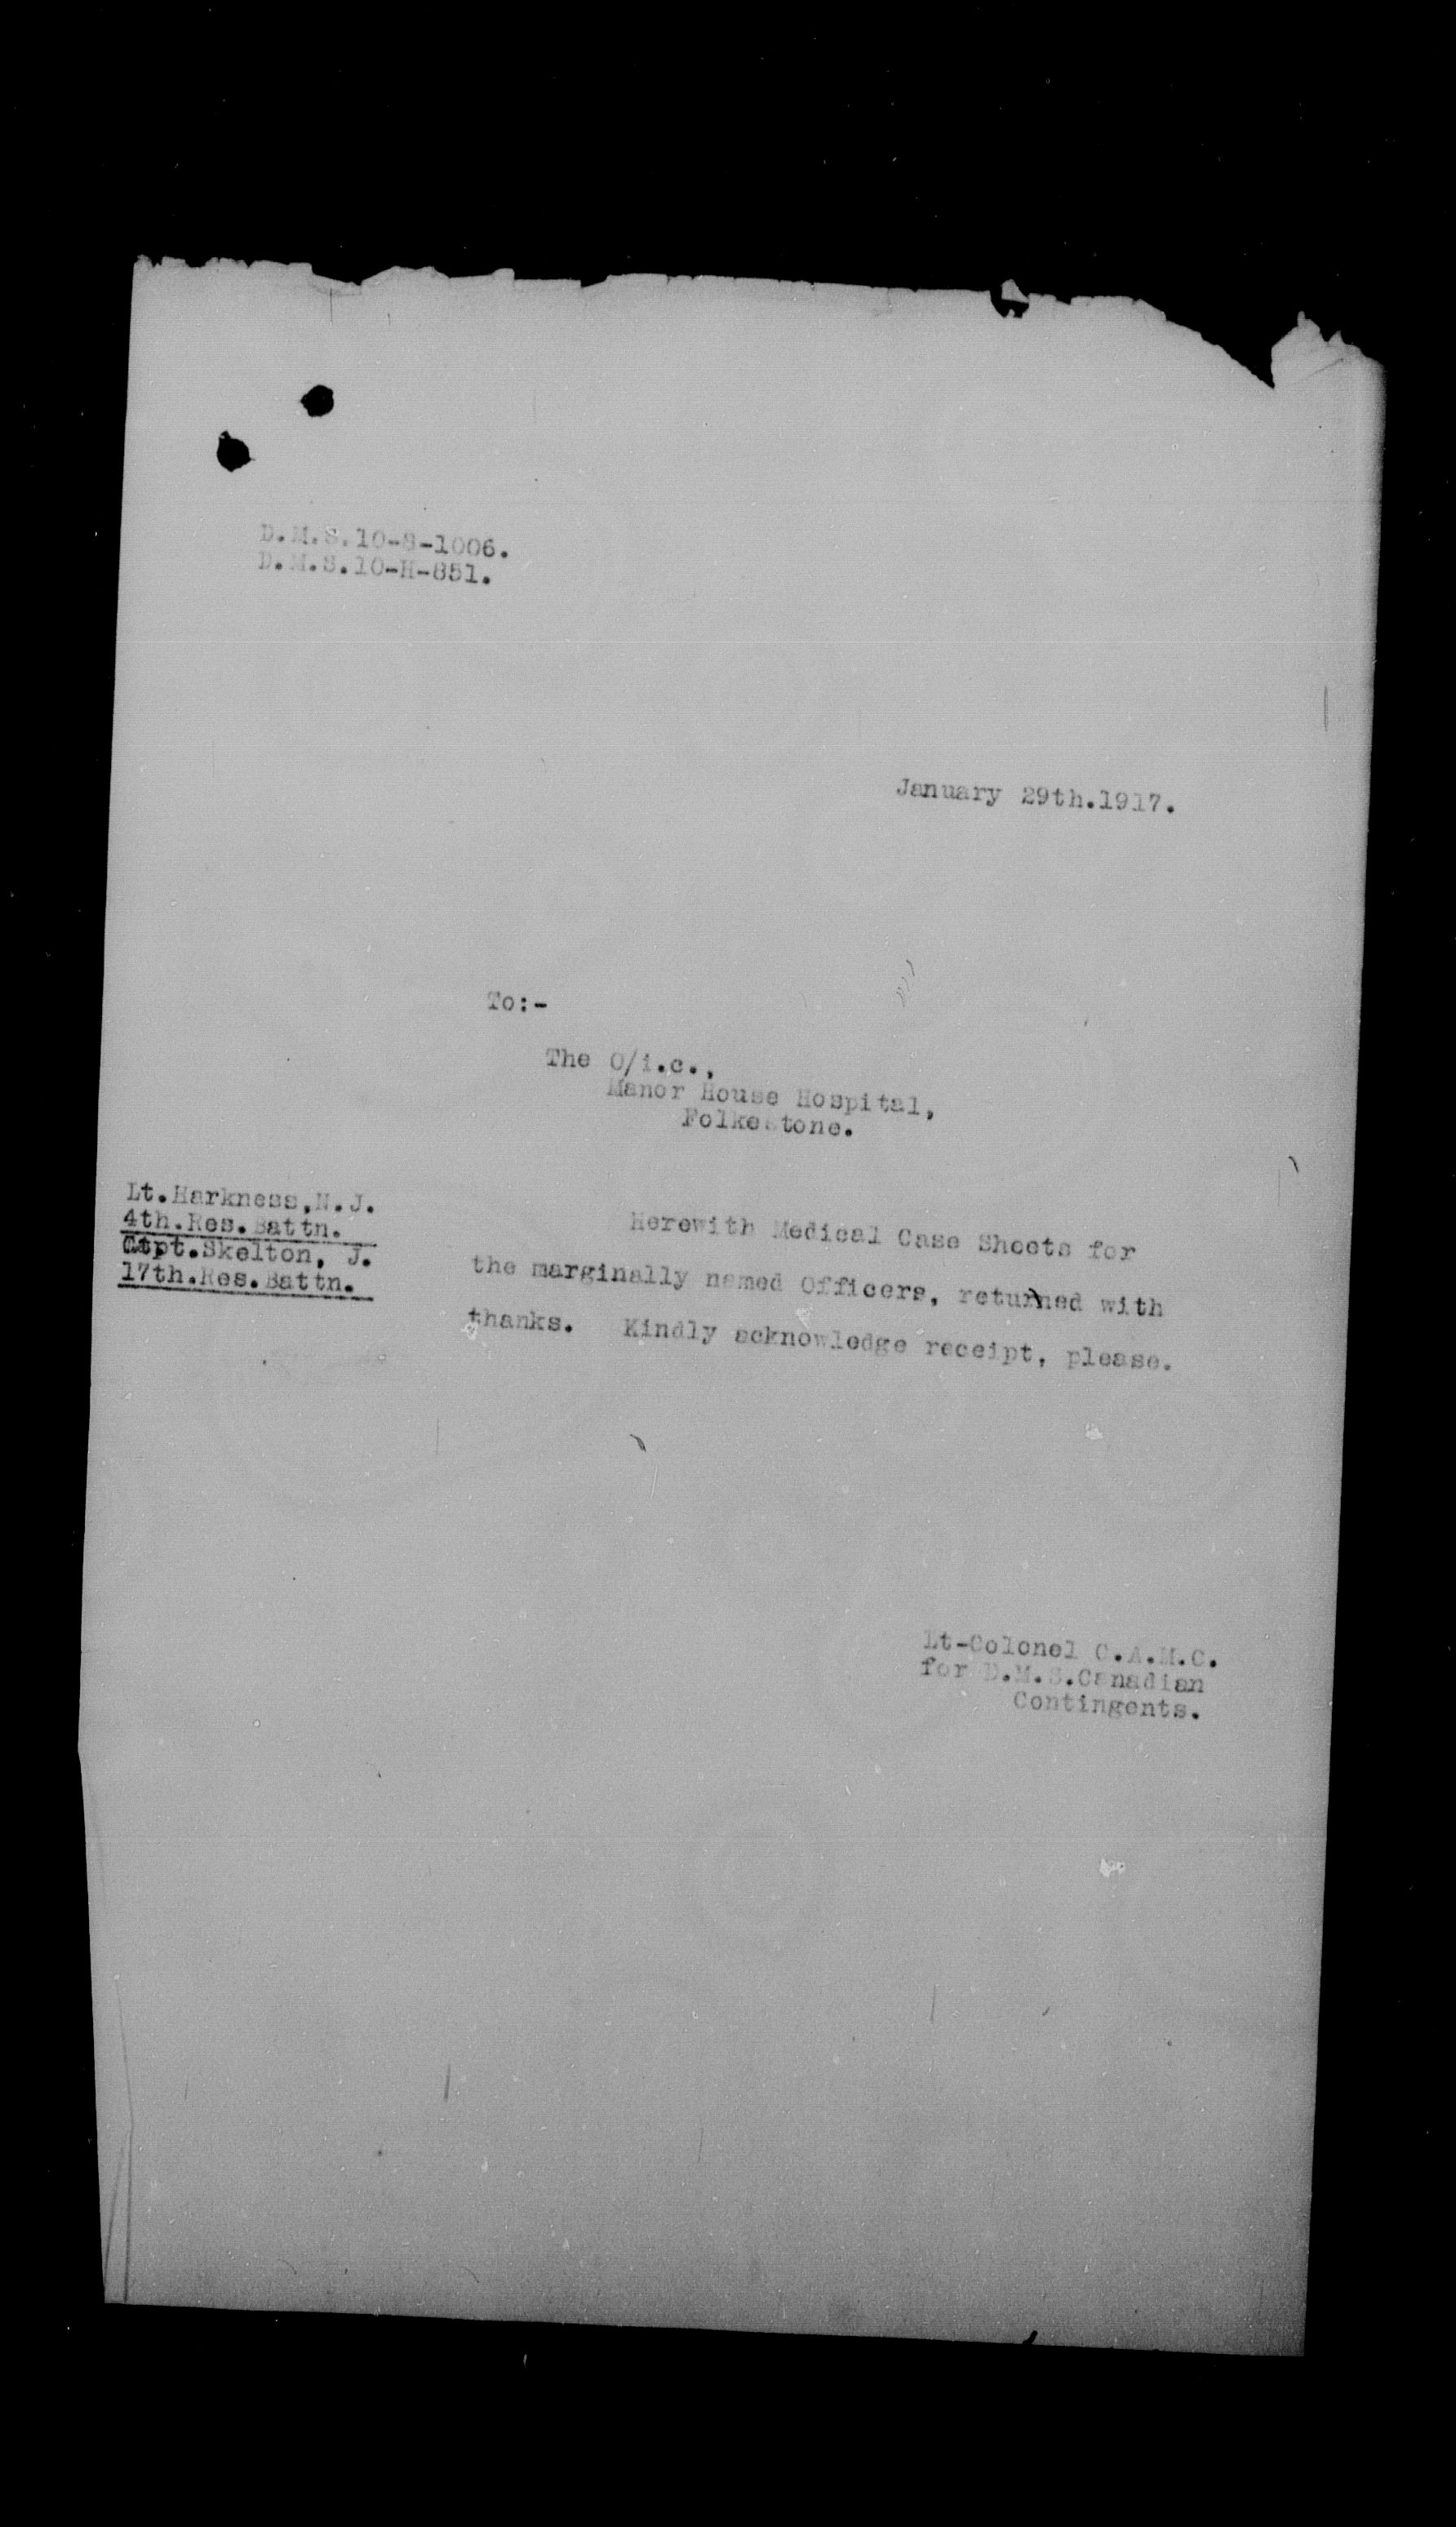 D.M.S.10-S-1006.
D.M.S.10-H-851.
January 29th.1917.
To:-
The O/i.c.,
Manor House Hospital,
Folkestone.
Lt.Harkness,N.J.
4th.Res.Battn.
Capt.Skelton, J.
17th.Res.Battn.
Herewith Medical Case Sheets for
the marginally named Officers, returned with
thanks. Kindly acknowledge receipt, please.
Lt-Colonel C.A.M.C.
for D.M.S.Canadian
Contingents.